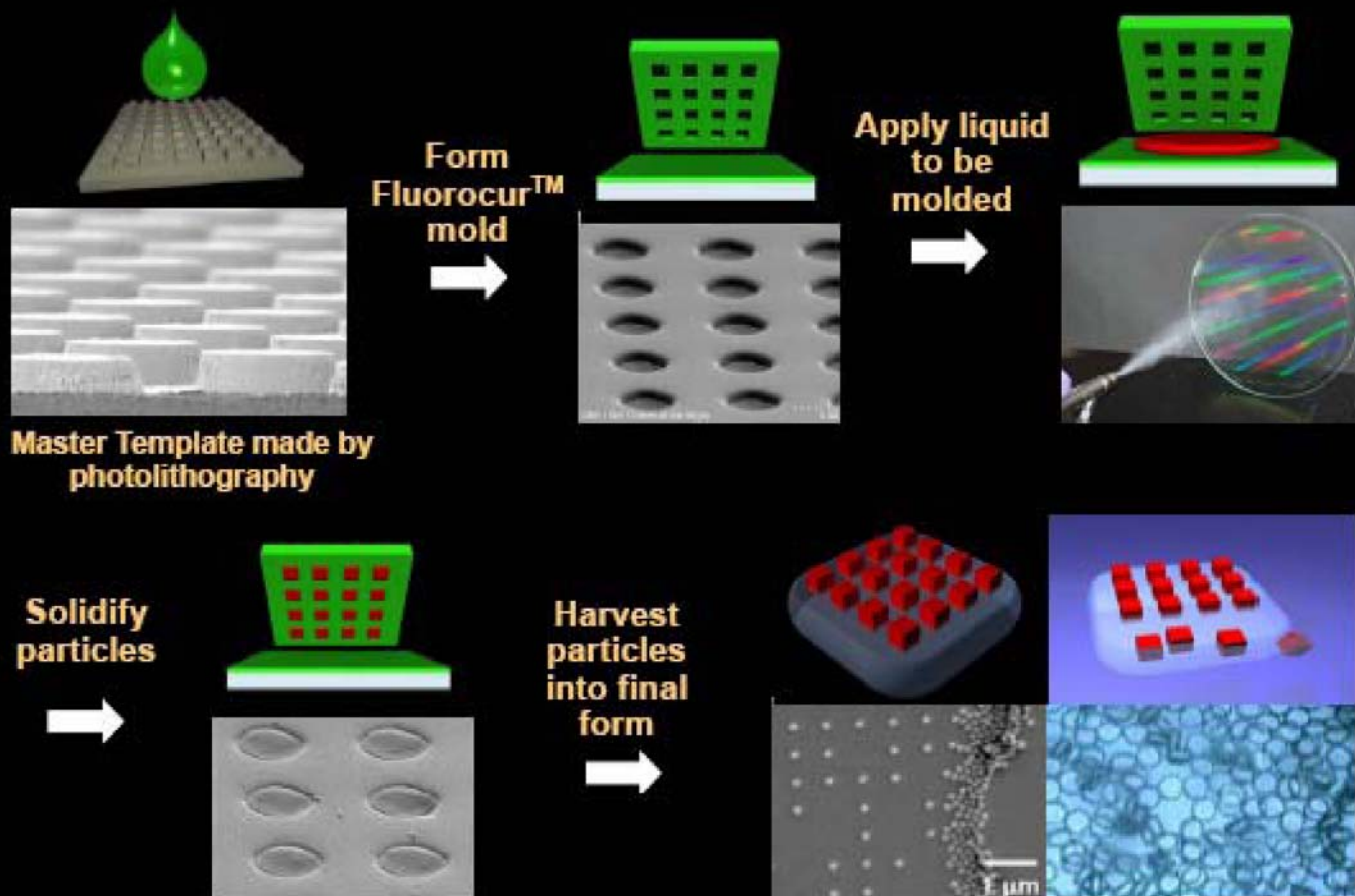 Form
Fluorocur™
mold
Apply liquid
to be
molded
Master Template made by
photolithography
Solidify
particles
Harvest
particles
into final
form
1 μm